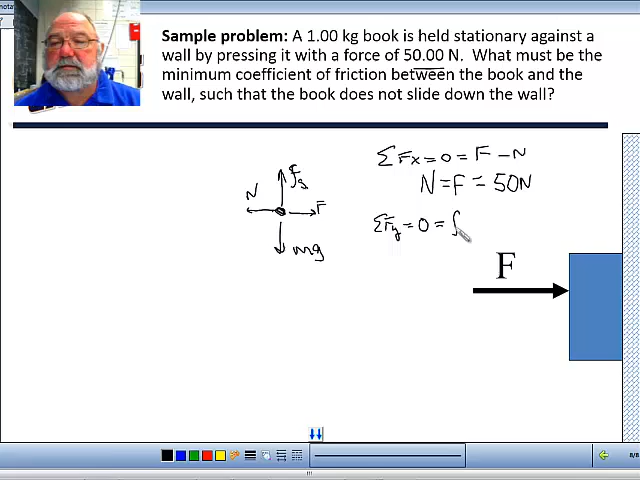 Sample problem: A 1.00 kg book is held stationary against a
wall by pressing it with a force of 50.00 N. What must be the
minimum coefficient of friction between the book and the
wall, such that the book does not slide down the wall?
ΣFx=0=F-N
N=F=50N
fs
N
F
ΣFy=0=f
mg
F
8/8